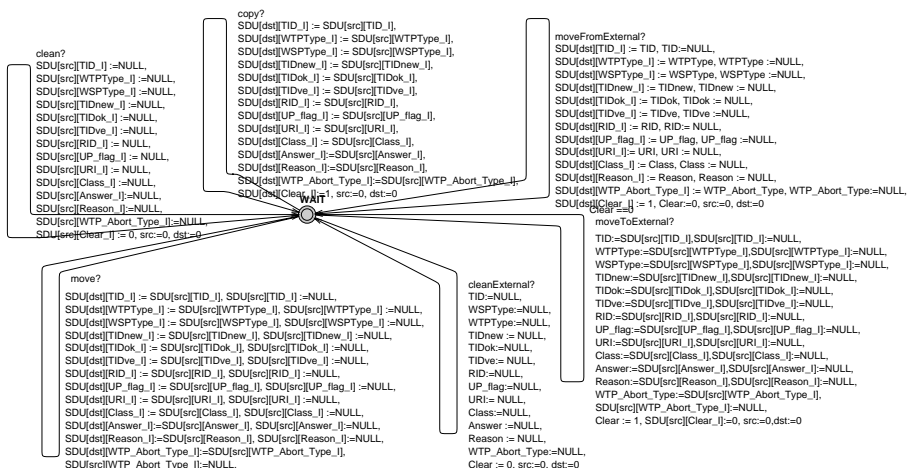 clean?
SDU[src][TID_I] :=NULL,
SDU[src][WTPType_I] :=NULL,
SDU[src][WSPType_I] :=NULL,
SDU[src][TIDnew_I] :=NULL,
SDU[src][TIDok_I] :=NULL,
SDU[src][TIDve_I] :=NULL,
SDU[src][RID_I] := NULL,
SDU[src][UP_flag_I] := NULL,
SDU[src][URI_I] := NULL,
SDU[src][Class_I] :=NULL,
SDU[src][Answer_I] :=NULL,
SDU[src][Reason_I]:=NULL,
SDU[src][WTP_Abort_Type_I]:=NULL,
SDU[src][Clear_I] := 0, src:=0, dst:=0
copy?
SDU[dst][TID_I] := SDU[src][TID_I],
SDU[dst][WTPType_I] := SDU[src][WTPType_I],
SDU[dst][WSPType_I] := SDU[src][WSPType_I],
SDU[dst][TIDnew_I] := SDU[src][TIDnew_I],
SDU[dst][TIDok_I] := SDU[src][TIDok_I],
SDU[dst][TIDve_I] := SDU[src][TIDve_I],
SDU[dst][RID_I] := SDU[src][RID_I],
SDU[dst][UP_flag_I] := SDU[src][UP_flag_I],
SDU[dst][URI_I] := SDU[src][URI_I],
SDU[dst][Class_I] := SDU[src][Class_I],
SDU[dst][Answer_I]:=SDU[src][Answer_I],
SDU[dst][Reason_I]:=SDU[src][Reason_I],
SDU[dst][WTP_Abort_Type_I]:=SDU[src][WTP_Abort_Type_I],
SDU[dst][Clear_I]:=1, src:=0, dst:=0
WAIT
moveFromExternal?
SDU[dst][TID_I] := TID, TID:=NULL,
SDU[dst][WTPType_I] := WTPType, WTPType :=NULL,
SDU[dst][WSPType_I] := WSPType, WSPType :=NULL,
SDU[dst][TIDnew_I] := TIDnew, TIDnew := NULL,
SDU[dst][TIDok_I] := TIDok, TIDok := NULL,
SDU[dst][TIDve_I] := TIDve, TIDve :=NULL,
SDU[dst][RID_I] := RID, RID:= NULL,
SDU[dst][UP_flag_I] := UP_flag, UP_flag :=NULL,
SDU[dst][URI_I]:= URI, URI := NULL,
SDU[dst][Class_I] := Class, Class := NULL,
SDU[dst][Reason_I] := Reason, Reason := NULL,
SDU[dst][WTP_Abort_Type_I] := WTP_Abort_Type, WTP_Abort_Type:=NULL,
SDU[dst][Clear_I] := 1, Clear:=0, src:=0, dst:=0
Clear ==0
moveToExternal?
TID:=SDU[src][TID_I],SDU[src][TID_I]:=NULL,
WTPType:=SDU[src][WTPType_I],SDU[src][WTPType_I]:=NULL,
WSPType:=SDU[src][WSPType_I],SDU[src][WSPType_I]:=NULL,
TIDnew:=SDU[src][TIDnew_I],SDU[src][TIDnew_I]:=NULL,
TIDok:=SDU[src][TIDok_I],SDU[src][TIDok_I]:=NULL,
TIDve:=SDU[src][TIDve_I],SDU[src][TIDve_I]:=NULL,
RID:=SDU[src][RID_I],SDU[src][RID_I]:=NULL,
UP_flag:=SDU[src][UP_flag_I],SDU[src][UP_flag_I]:=NULL,
URI:=SDU[src][URI_I],SDU[src][URI_I]:=NULL,
Class:=SDU[src][Class_I],SDU[src][Class_I]:=NULL,
Answer:=SDU[src][Answer_I],SDU[src][Answer_I]:=NULL,
Reason:=SDU[src][Reason_I],SDU[src][Reason_I]:=NULL,
WTP_Abort_Type:=SDU[src][WTP_Abort_Type_I],
SDU[src][WTP_Abort_Type_I]:=NULL,
Clear := 1, SDU[src][Clear_I]:=0, src:=0,dst:=0
move?
SDU[dst][TID_I] := SDU[src][TID_I], SDU[src][TID_I] :=NULL,
SDU[dst][WTPType_I] := SDU[src][WTPType_I], SDU[src][WTPType_I] :=NULL,
SDU[dst][WSPType_I] := SDU[src][WSPType_I], SDU[src][WSPType_I] :=NULL,
SDU[dst][TIDnew_I] := SDU[src][TIDnew_I], SDU[src][TIDnew_I] :=NULL,
SDU[dst][TIDok_I] := SDU[src][TIDok_I], SDU[src][TIDok_I] :=NULL,
SDU[dst][TIDve_I] := SDU[src][TIDve_I], SDU[src][TIDve_I] :=NULL,
SDU[dst][RID_I] := SDU[src][RID_I], SDU[src][RID_I] :=NULL,
SDU[dst][UP_flag_I] := SDU[src][UP_flag_I], SDU[src][UP_flag_I] :=NULL,
SDU[dst][URI_I] := SDU[src][URI_I], SDU[src][URI_I] :=NULL,
SDU[dst][Class_I] := SDU[src][Class_I], SDU[src][Class_I] :=NULL,
SDU[dst][Answer_I]:=SDU[src][Answer_I], SDU[src][Answer_I]:=NULL,
SDU[dst][Reason_I]:=SDU[src][Reason_I], SDU[src][Reason_I]:=NULL,
SDU[dst][WTP_Abort_Type_I]:=SDU[src][WTP_Abort_Type_I],
SDU[src][WTP_Abort_Type_I]:=NULL,
cleanExternal?
TID:=NULL,
WSPType:=NULL,
WTPType:=NULL,
TIDnew := NULL,
TIDok:=NULL,
TIDve:= NULL,
RID:=NULL,
UP_flag:=NULL,
URI:= NULL,
Class:=NULL,
Answer :=NULL,
Reason := NULL,
WTP_Abort_Type:=NULL,
Clear := 0, src:=0, dst:=0